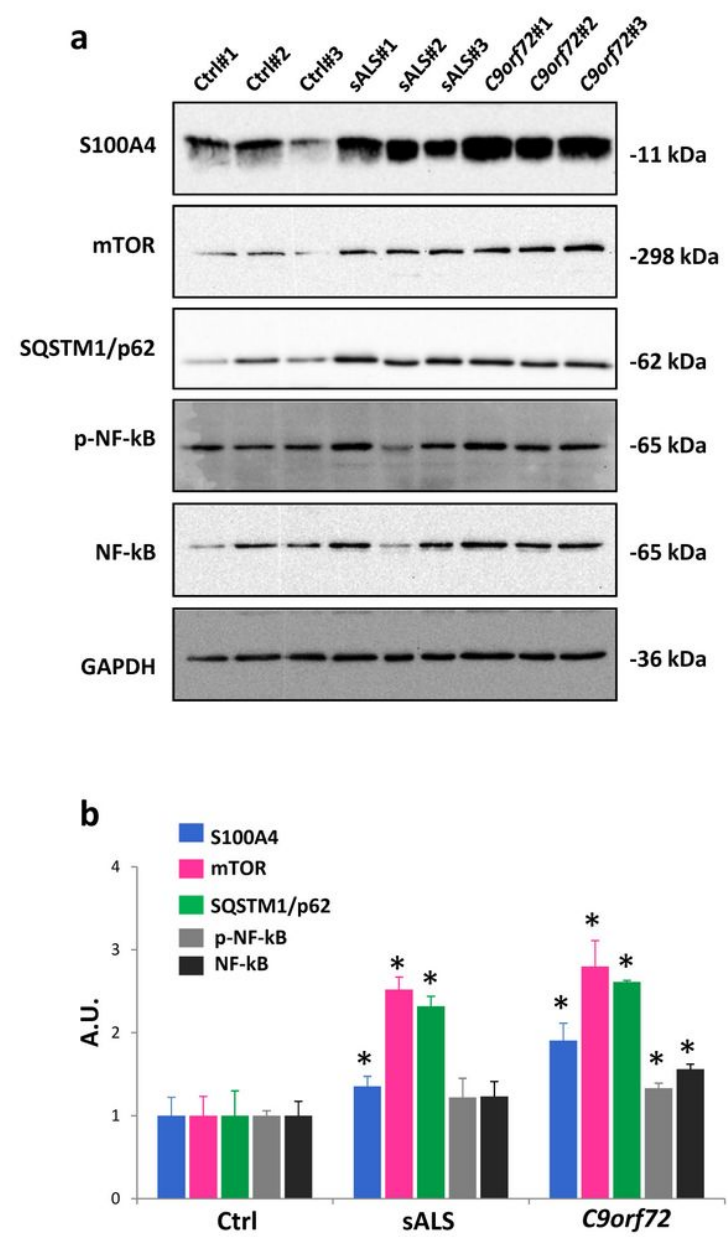 a
Ctrl#1 Ctrl#2 Ctrl#3 sALS#1 sALS#2 sALS#3 C9orf72#1 C9orf72#2 C9orf72#3
S100A4 -11 kDa
mTOR -298 kDa
SQSTM1/p62 -62 kDa
p-NF-kB -65 kDa
NF-kB -65 kDa
GAPDH -36 kDa
b
S100A4
mTOR
SQSTM1/p62
p-NF-kB
NF-kB
A.U.
4
3
2
1
0
* * *
* * * * *
Ctrl sALS C9orf72